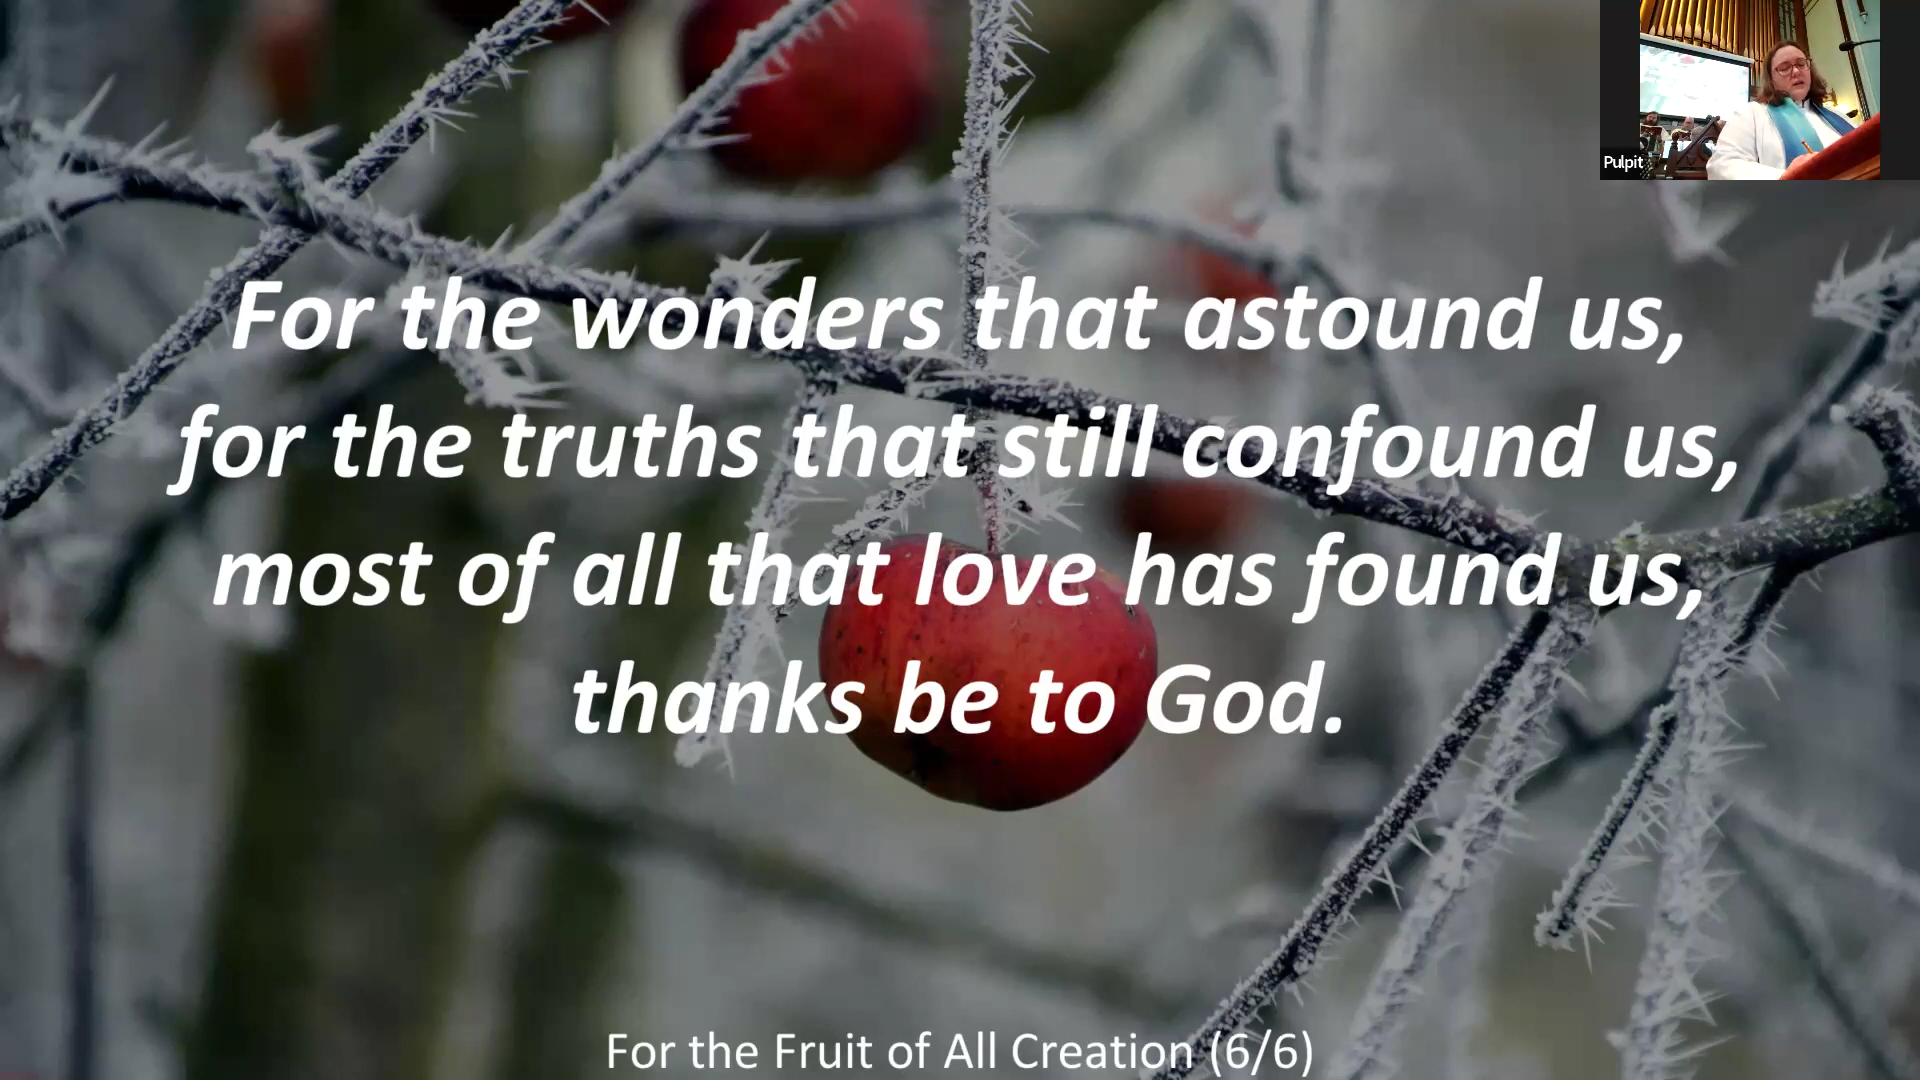 Pulpit
For the wonders that astound us,
for the truths that still confound us,
most of all that love has found us,
thanks be to God.
For the Fruit of All Creation (6/6)